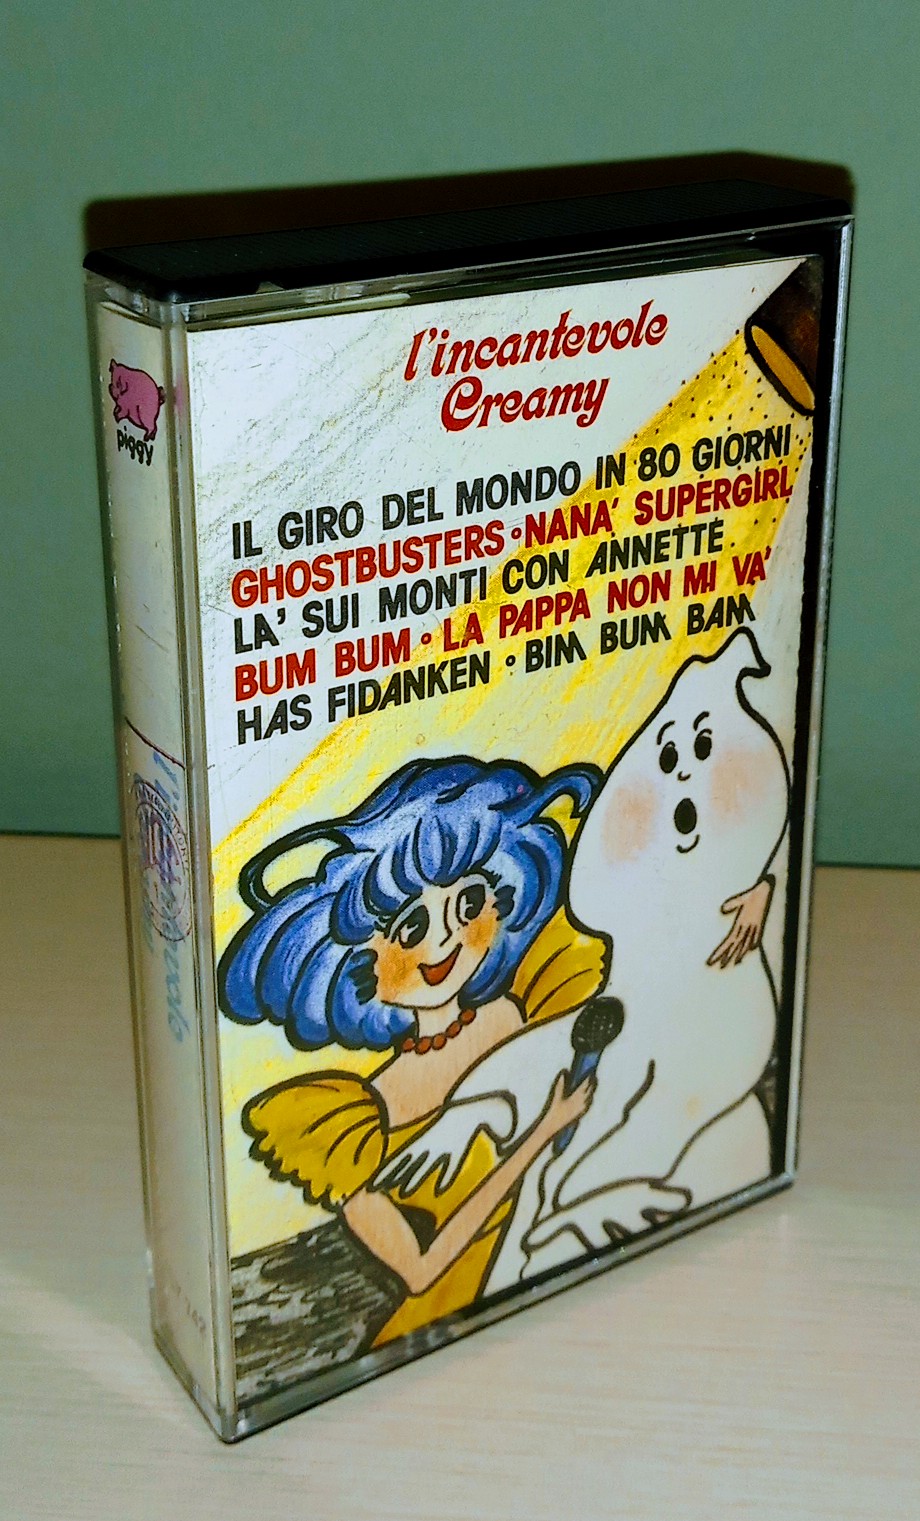 l'incantevole
Creamy
IL GIRO DEL MONDO IN 80 GIORNI
GHOSTBUSTERS • NANA' SUPERGIRL
LA' SUI MONTI CON ANNETTE
BUM BUM • LA PAPPA NON MI VA'
HAS FIDANKEN • BIM BUM BAM
piggy